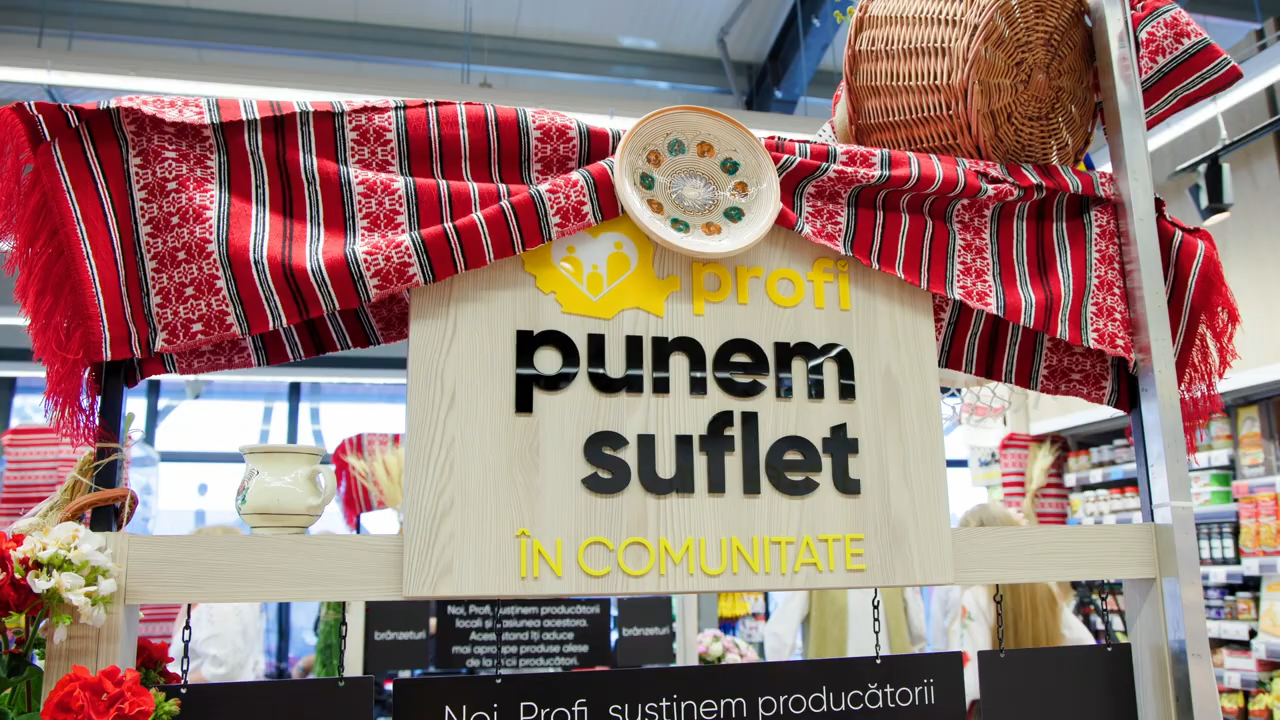 profi
punem
suflet
ÎN COMUNITATE
brânzeturi
Noi, Profi, susținem producătorii
locali și pasiunea acestora.
Acest stand îți aduce
mai aproape produse alese
de la micii producători.
brânzeturi
Noi, Profi, susținem producătorii